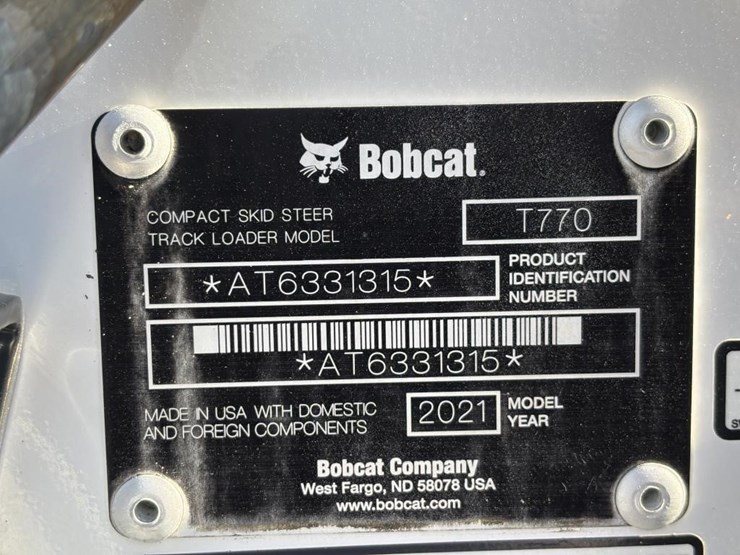 Bobcat.
COMPACT SKID STEER
TRACK LOADER MODEL
T770
*AT6331315*
PRODUCT
IDENTIFICATION
NUMBER
*AT6331315*
MADE IN USA WITH DOMESTIC
AND FOREIGN COMPONENTS
2021
MODEL
YEAR
Bobcat Company
West Fargo, ND 58078 USA
www.bobcat.com